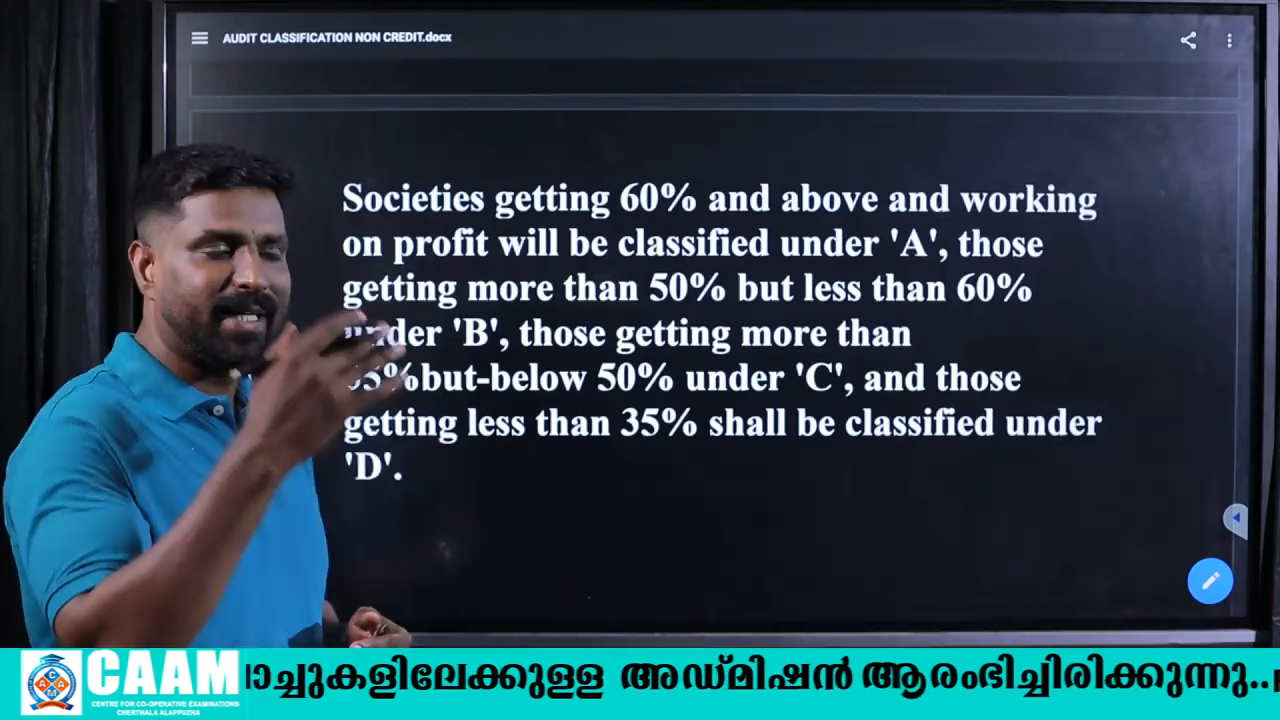 AUDIT CLASSIFICATION NON CREDIT.docx
Societies getting 60% and above and working
on profit will be classified under 'A', those
getting more than 50% but less than 60%
under 'B', those getting more than
but-below 50% under 'C', and those
getting less than 35% shall be classified under
'D'.
CAAM
CENTRE FOR CO-OPERATIVE EXAMINATIONS
CHERTHALA ALAPPUZHA
അഡ്മിഷൻ ആരംഭിച്ചിരിക്കുന്നു..